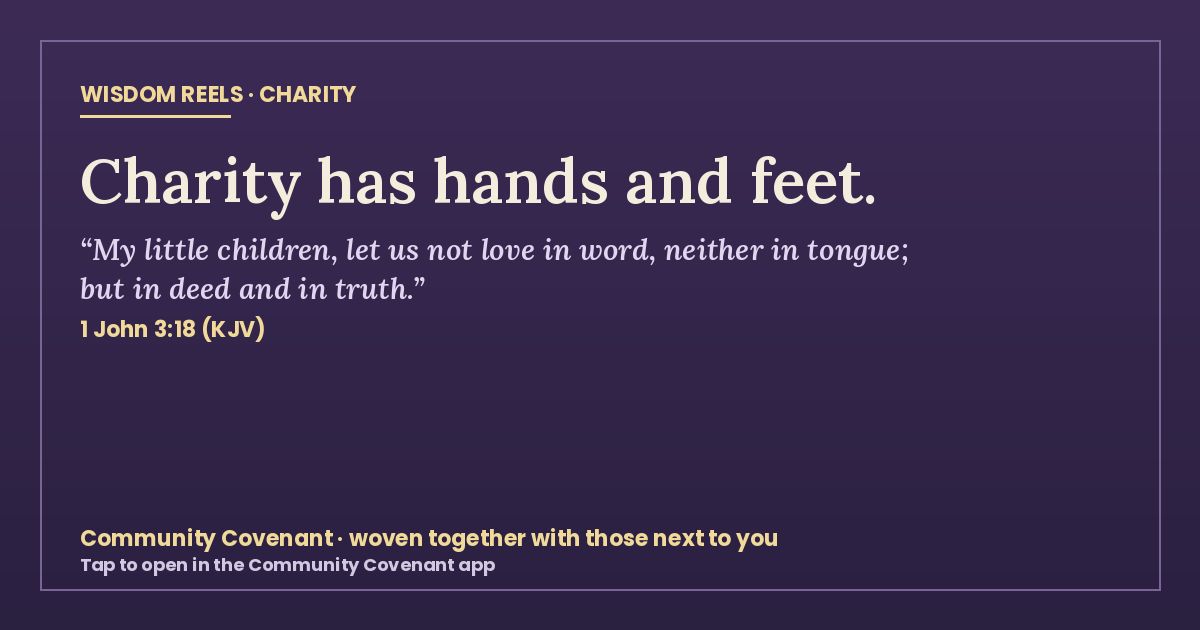 WISDOM REELS · CHARITY
Charity has hands and feet.
“My little children, let us not love in word, neither in tongue;
but in deed and in truth.”
1 John 3:18 (KJV)
Community Covenant · woven together with those next to you
Tap to open in the Community Covenant app